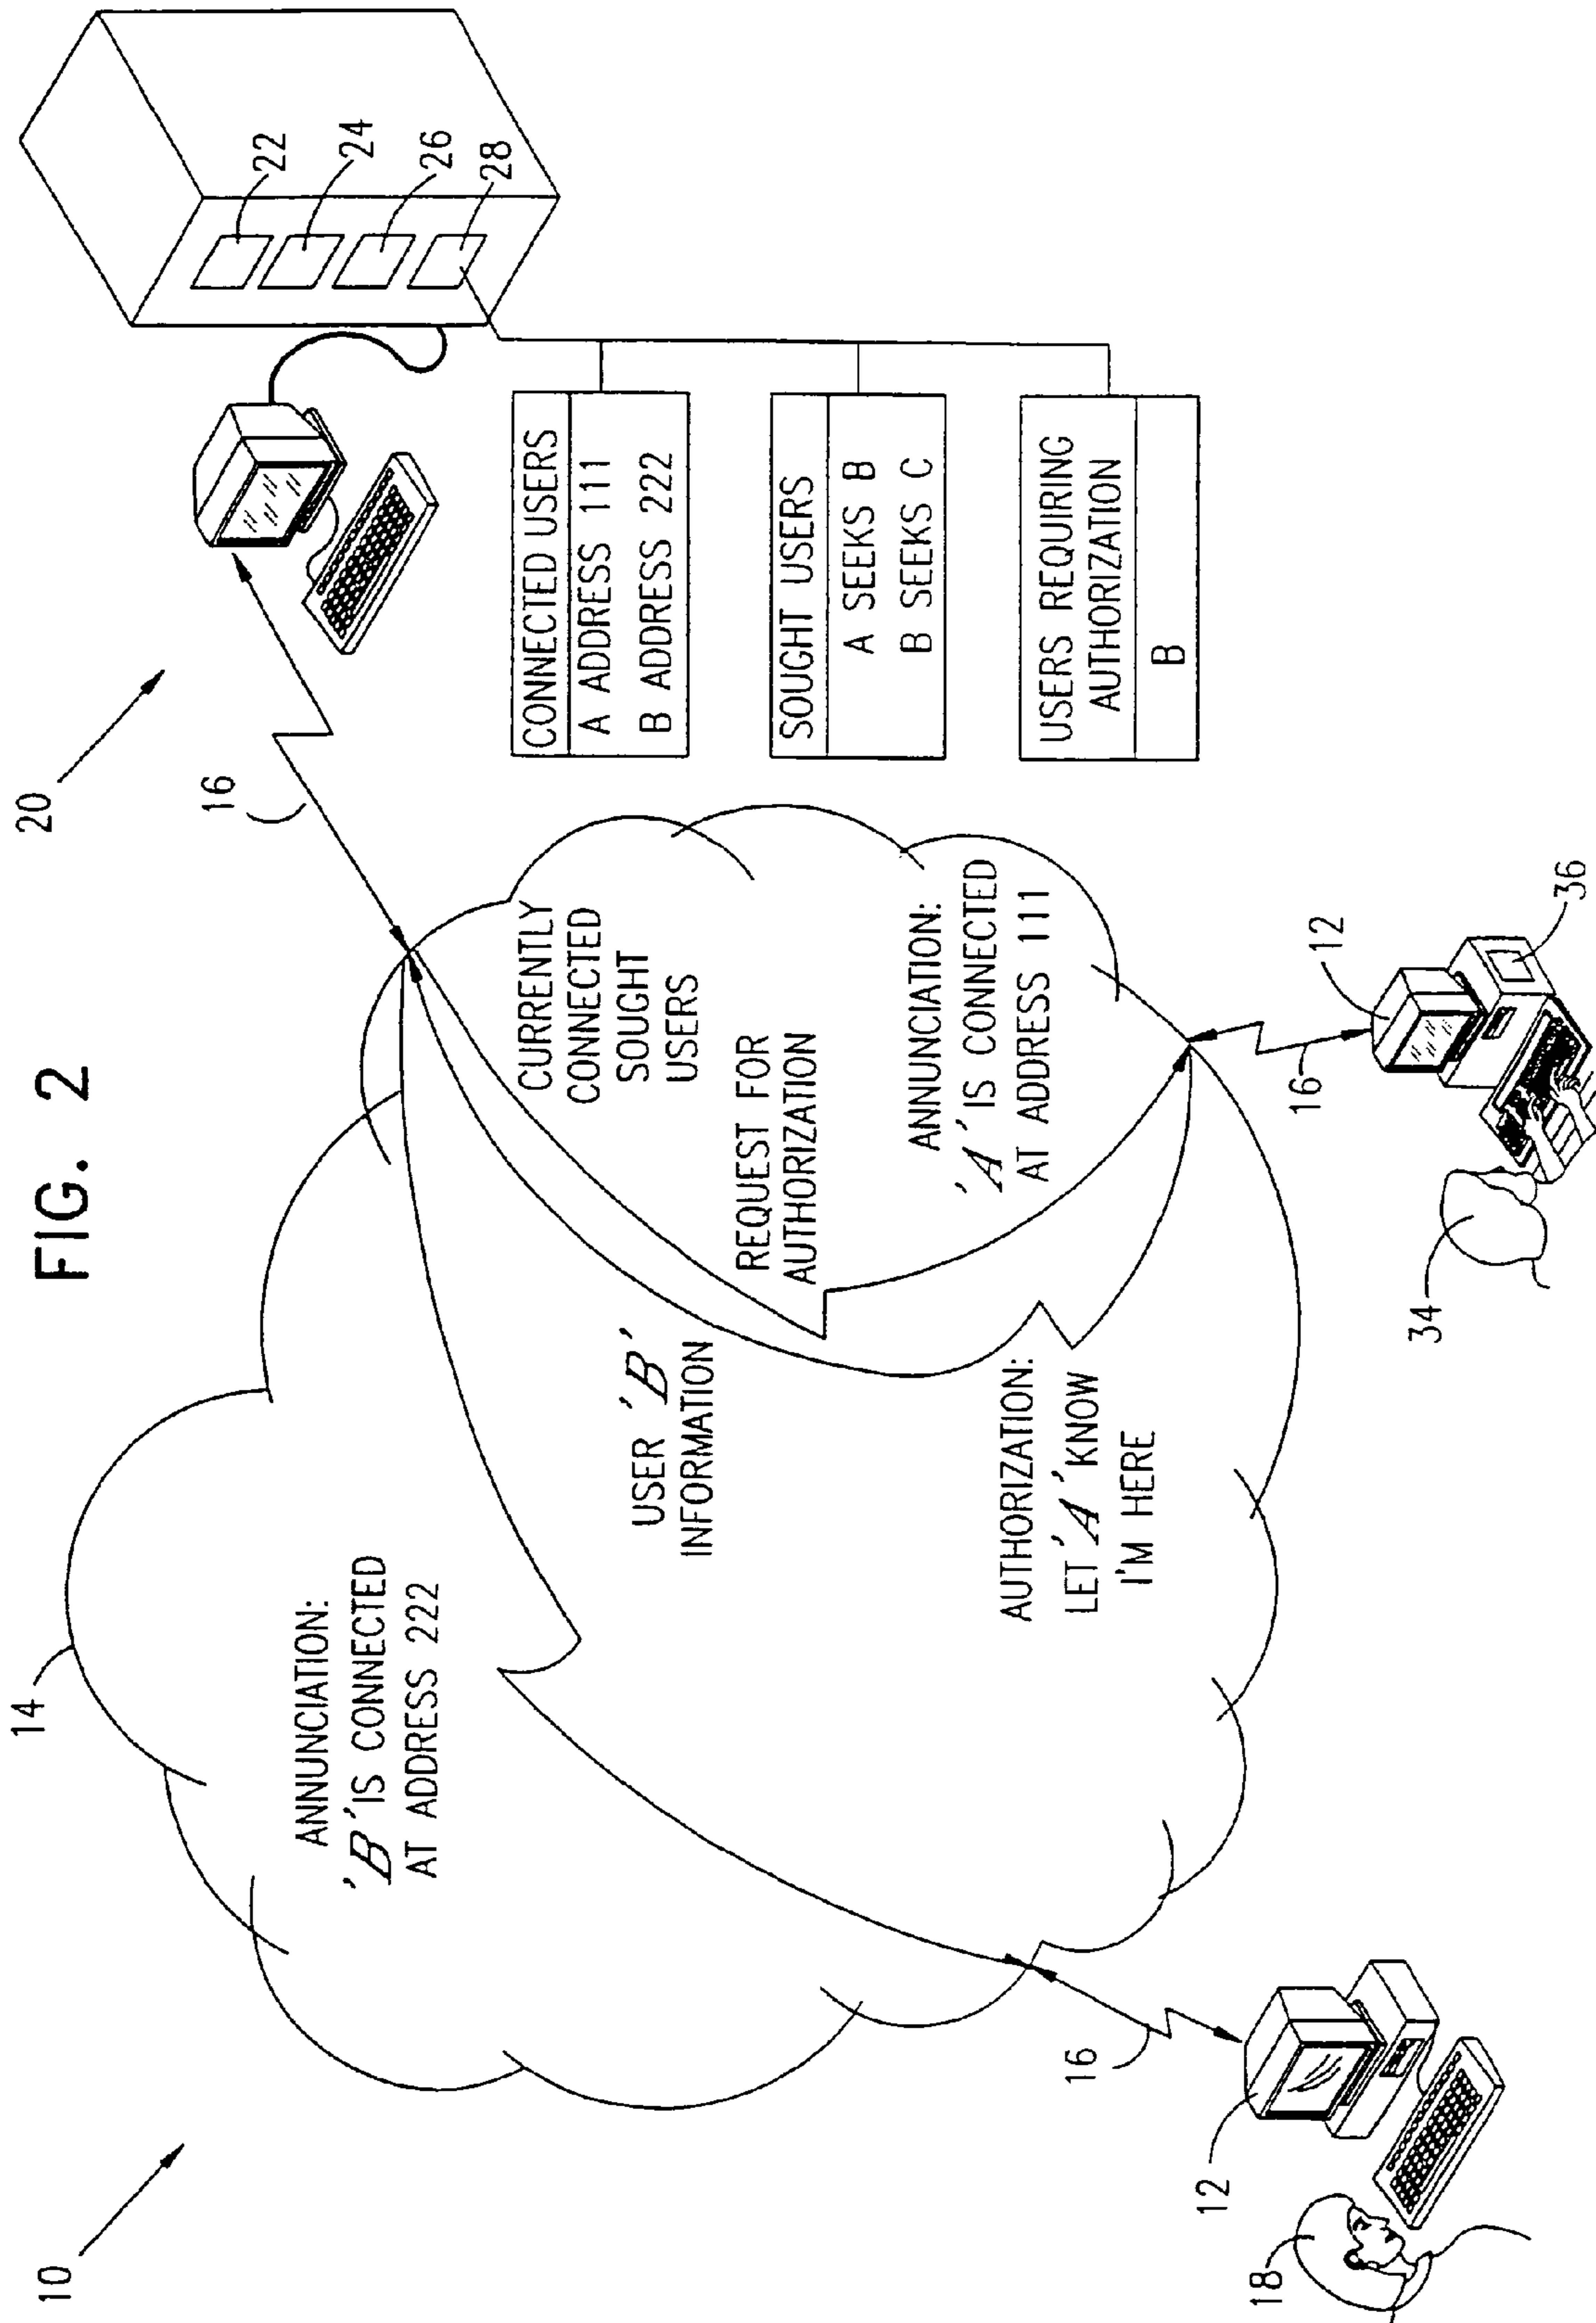 FIG. 2
10
14
20
16
22
24
26
28
ANNUNCIATION:
'B' IS CONNECTED
AT ADDRESS 222
USER 'B'
INFORMATION
CURRENTLY
CONNECTED
SOUGHT
USERS
REQUEST FOR
AUTHORIZATION
ANNUNCIATION:
'A' IS CONNECTED
AT ADDRESS 111
AUTHORIZATION:
LET 'A' KNOW
I'M HERE
CONNECTED USERS
A ADDRESS 111
B ADDRESS 222
SOUGHT USERS
A SEEKS B
B SEEKS C
USERS REQUIRING
AUTHORIZATION
B
16
12
18
16
12
34
36